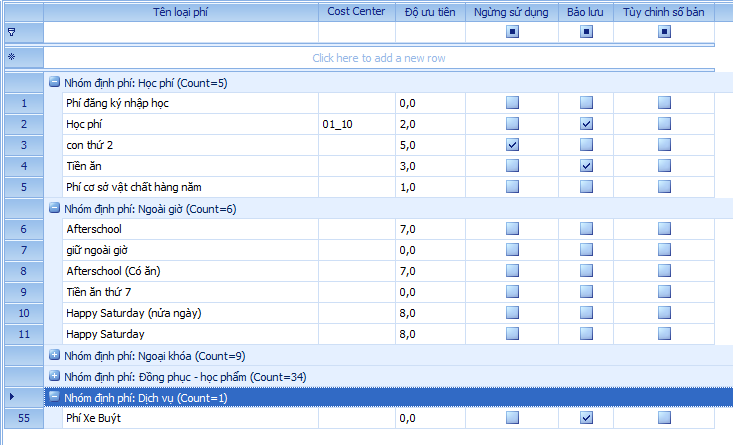 Tên loại phí Cost Center Độ ưu tiên Ngừng sử dụng Bảo lưu Tùy chỉnh số bản
Click here to add a new row
Nhóm định phí: Học phí (Count=5)
1 Phí đăng ký nhập học 0,0
2 Học phí 01_10 2,0
3 con thứ 2 5,0
4 Tiền ăn 3,0
5 Phí cơ sở vật chất hàng năm 1,0
Nhóm định phí: Ngoài giờ (Count=6)
6 Afterschool 7,0
7 giữ ngoài giờ 0,0
8 Afterschool (Có ăn) 7,0
9 Tiền ăn thứ 7 0,0
10 Happy Saturday (nửa ngày) 8,0
11 Happy Saturday 8,0
Nhóm định phí: Ngoại khóa (Count=9)
Nhóm định phí: Đồng phục - học phẩm (Count=34)
Nhóm định phí: Dịch vụ (Count=1)
55 Phí Xe Buýt 0,0